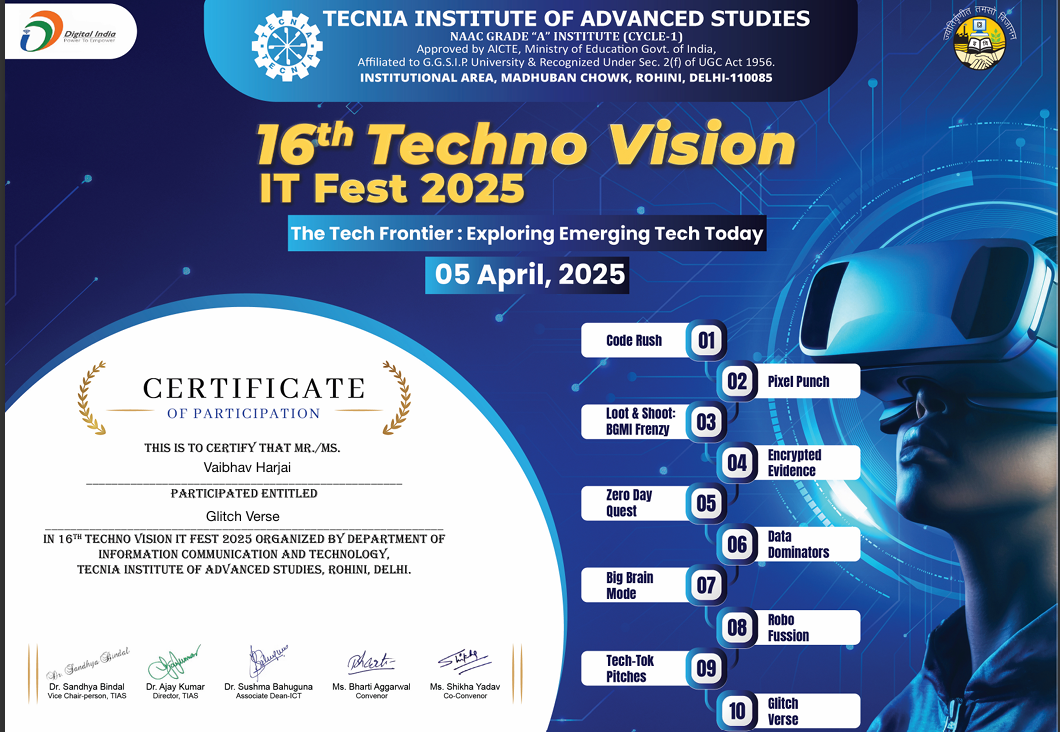 Digital India
Power To Empower
TECNIA
TECNIA INSTITUTE OF ADVANCED STUDIES
NAAC GRADE “A” INSTITUTE (CYCLE-1)
Approved by AICTE, Ministry of Education Govt. of India,
Affiliated to G.G.S.I.P. University & Recognized Under Sec. 2(f) of UGC Act 1956.
INSTITUTIONAL AREA, MADHUBAN CHOWK, ROHINI, DELHI-110085
16th Techno Vision
IT Fest 2025
The Tech Frontier : Exploring Emerging Tech Today
05 April, 2025
CERTIFICATE
OF PARTICIPATION
THIS IS TO CERTIFY THAT MR./MS.
Vaibhav Harjai
PARTICIPATED ENTITLED
Glitch Verse
IN 16TH TECHNO VISION IT FEST 2025 ORGANIZED BY DEPARTMENT OF
INFORMATION COMMUNICATION AND TECHNOLOGY,
TECNIA INSTITUTE OF ADVANCED STUDIES, ROHINI, DELHI.
Dr. Sandhya Bindal
Dr. Sandhya Bindal
Vice Chair-person, TIAS
Dr. Ajay Kumar
Director, TIAS
Dr. Sushma Bahuguna
Associate Dean-ICT
Bharti
Ms. Bharti Aggarwal
Convenor
Ms. Shikha Yadav
Co-Convenor
Code Rush
01
02
Pixel Punch
Loot & Shoot:
BGMI Frenzy
03
04
Encrypted
Evidence
Zero Day
Quest
05
06
Data
Dominators
Big Brain
Mode
07
08
Robo
Fussion
Tech-Tok
Pitches
09
10
Glitch
Verse